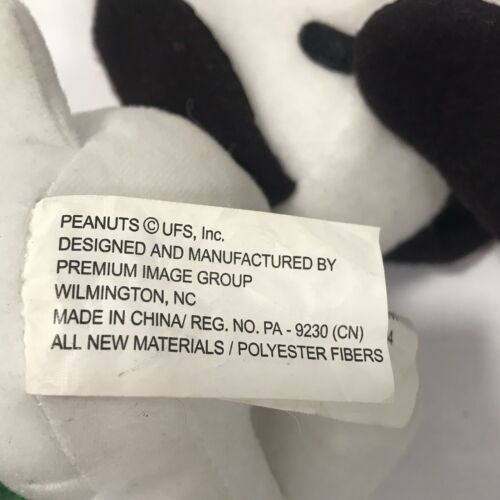 PEANUTS © UFS, Inc.
DESIGNED AND MANUFACTURED BY
PREMIUM IMAGE GROUP
WILMINGTON, NC
MADE IN CHINA/ REG. NO. PA - 9230 (CN)
ALL NEW MATERIALS / POLYESTER FIBERS
4